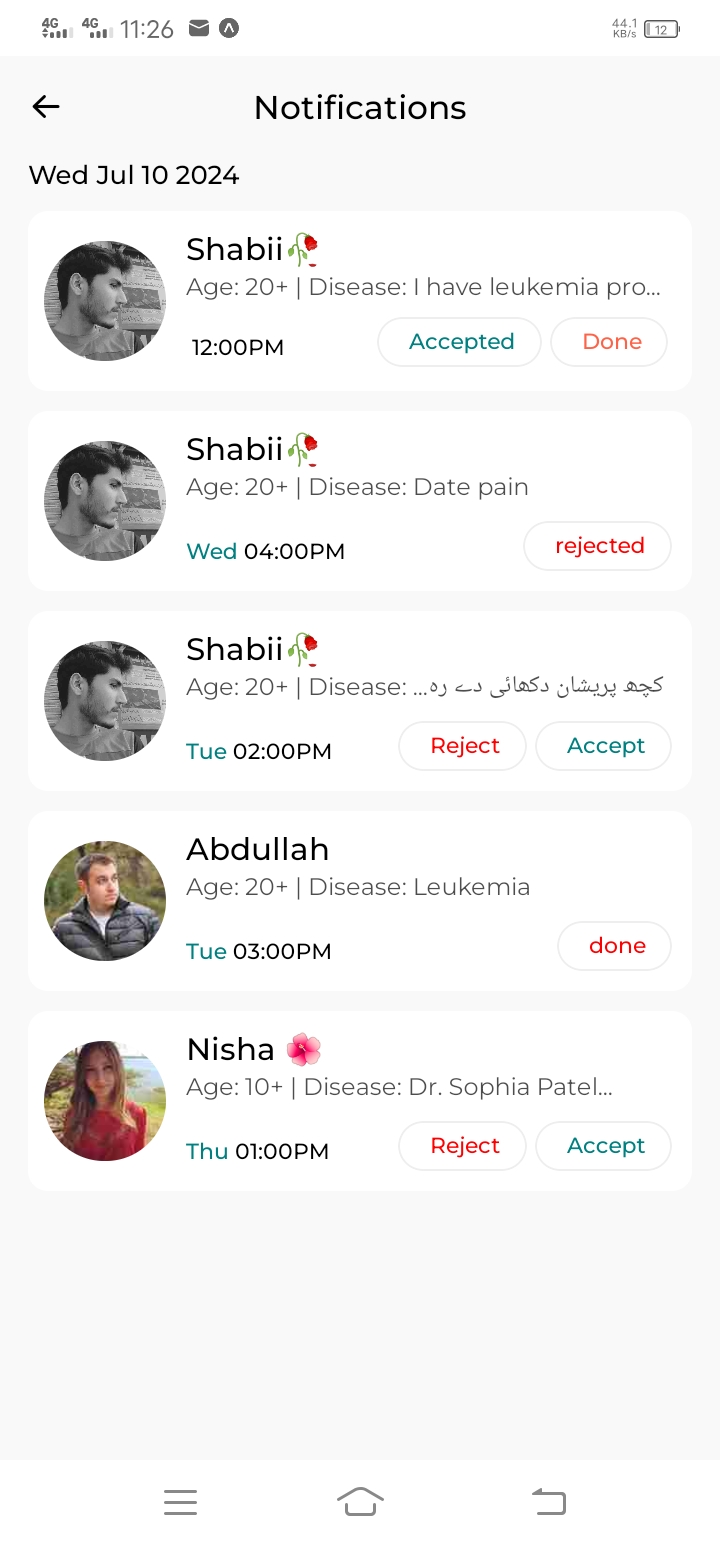 4G 4G 11:26 44.1 KB/s 12
Notifications
Wed Jul 10 2024
Shabii🥀
Age: 20+ | Disease: I have leukemia pro...
12:00PM Accepted Done
Shabii🥀
Age: 20+ | Disease: Date pain
Wed 04:00PM rejected
Shabii🥀
Age: 20+ | Disease: کچھ پریشان دکھائی دے رہ...
Tue 02:00PM Reject Accept
Abdullah
Age: 20+ | Disease: Leukemia
Tue 03:00PM done
Nisha 🌺
Age: 10+ | Disease: Dr. Sophia Patel...
Thu 01:00PM Reject Accept